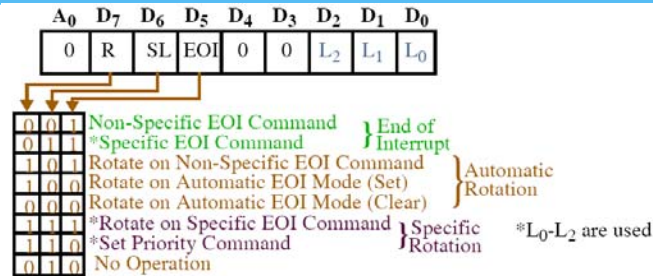 A0 D7 D6 D5 D4 D3 D2 D1 D0
0 R SL EOI 0 0 L2 L1 L0
0 0 1 Non-Specific EOI Command
0 1 1 *Specific EOI Command
} End of Interrupt
1 0 1 Rotate on Non-Specific EOI Command
1 0 0 Rotate on Automatic EOI Mode (Set)
0 0 0 Rotate on Automatic EOI Mode (Clear)
} Automatic Rotation
1 1 1 *Rotate on Specific EOI Command
1 1 0 *Set Priority Command
} Specific Rotation
*L0-L2 are used
0 1 0 No Operation